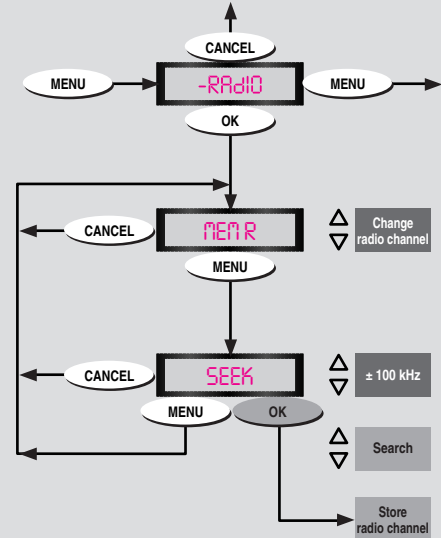 CANCEL
MENU
-RAdIO
MENU
OK
CANCEL
MEM R
Change
radio channel
MENU
CANCEL
SEEK
± 100 kHz
MENU
OK
Search
Store
radio channel